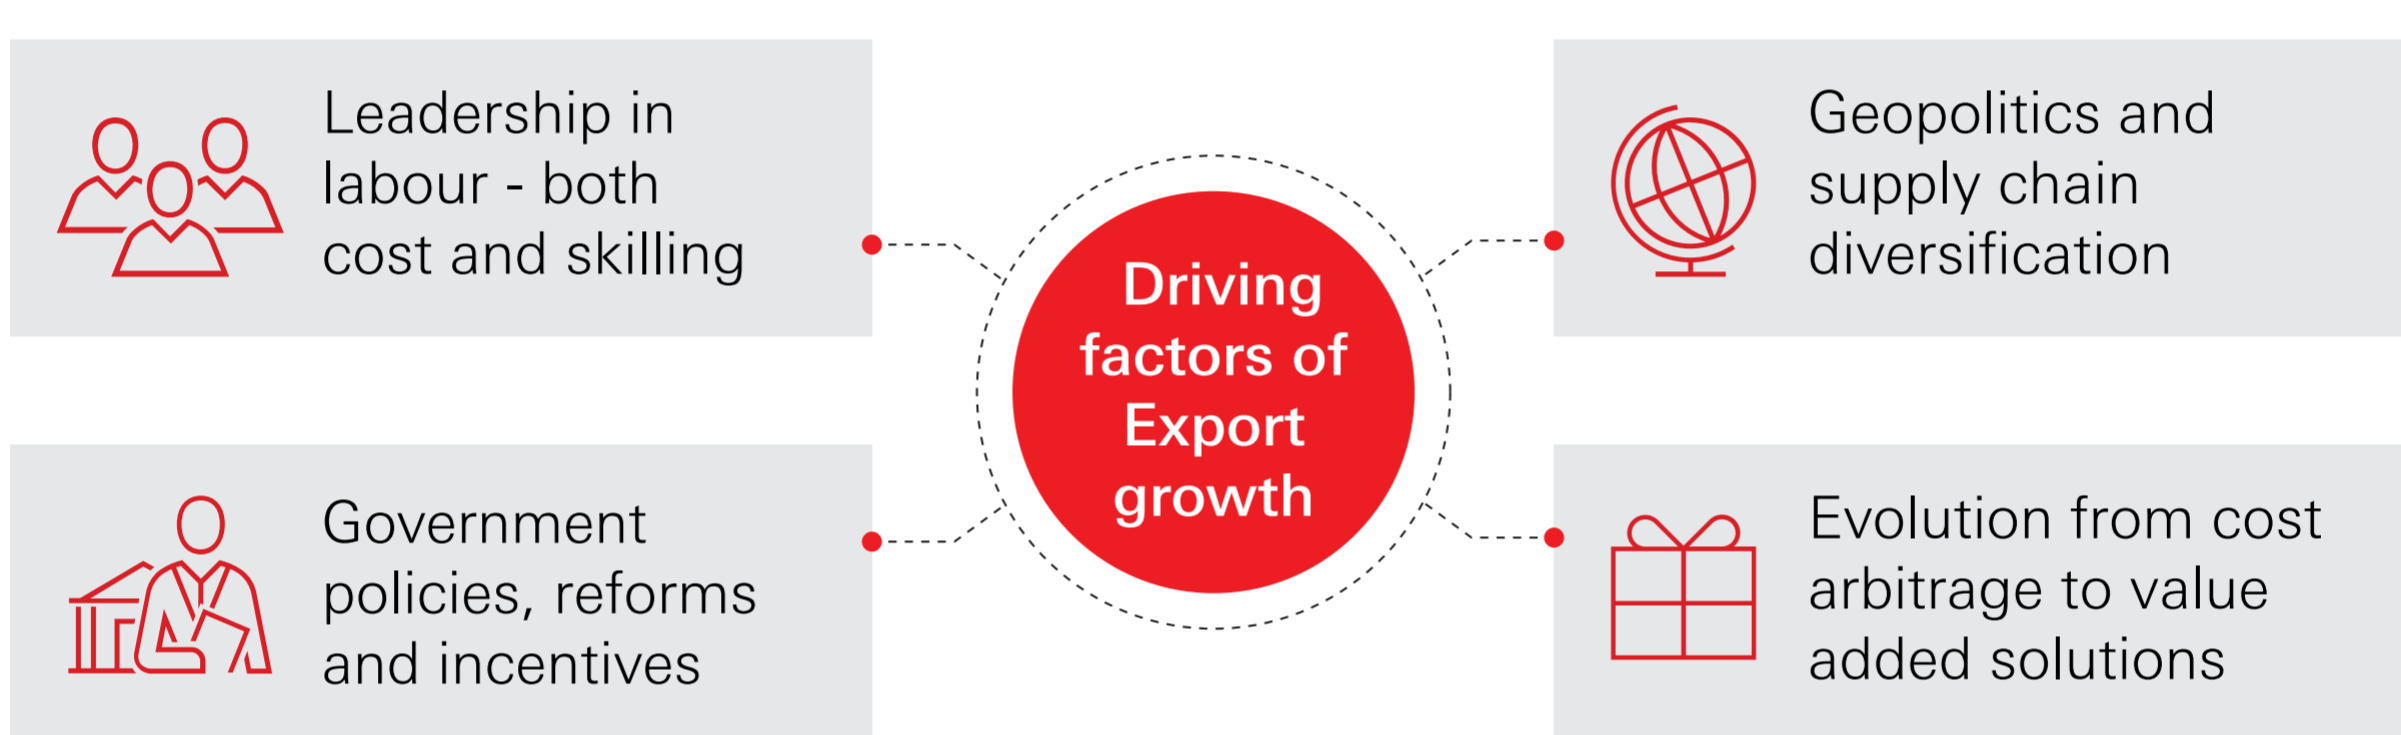 Leadership in
labour - both
cost and skilling
Government
policies, reforms
and incentives
Driving
factors of
Export
growth
Geopolitics and
supply chain
diversification
Evolution from cost
arbitrage to value
added solutions